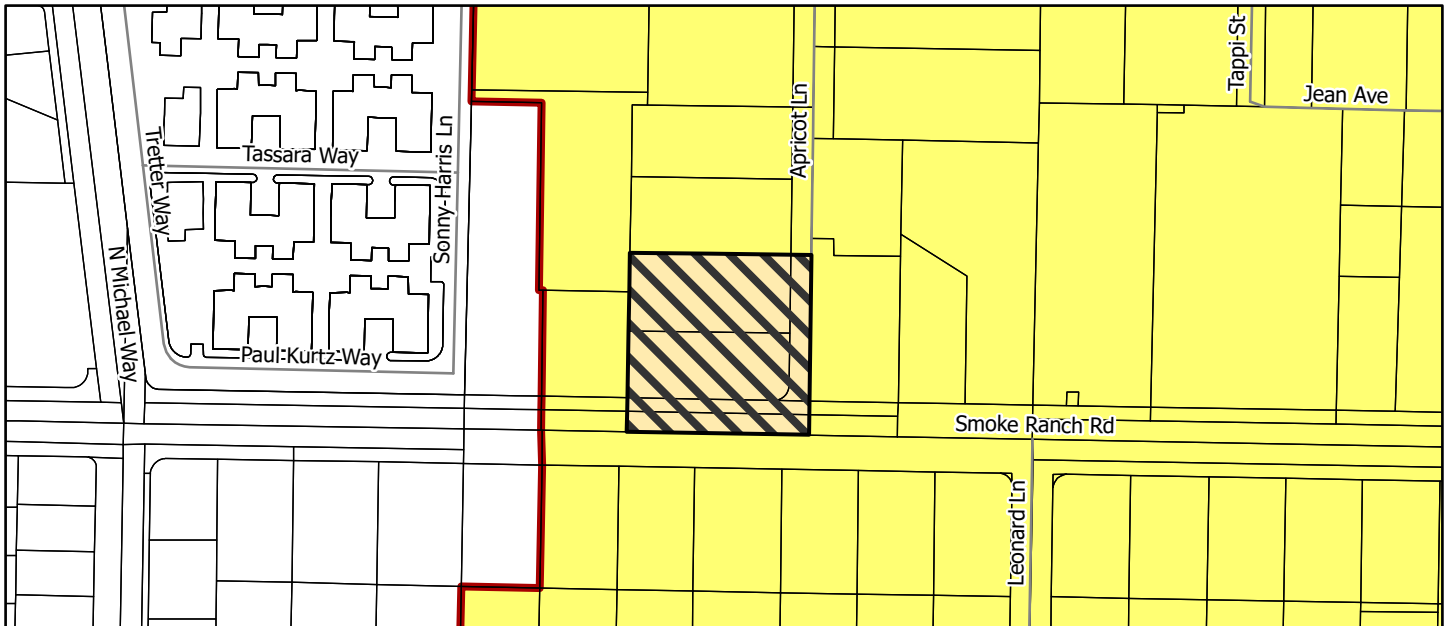 Tappi-St
Jean Ave
Apricot Ln
Tretter Way
Tassara Way
Sonny-Harris Ln
N Michael-Way
Paul-Kurtz-Way
Smoke Ranch Rd
Leonard Ln